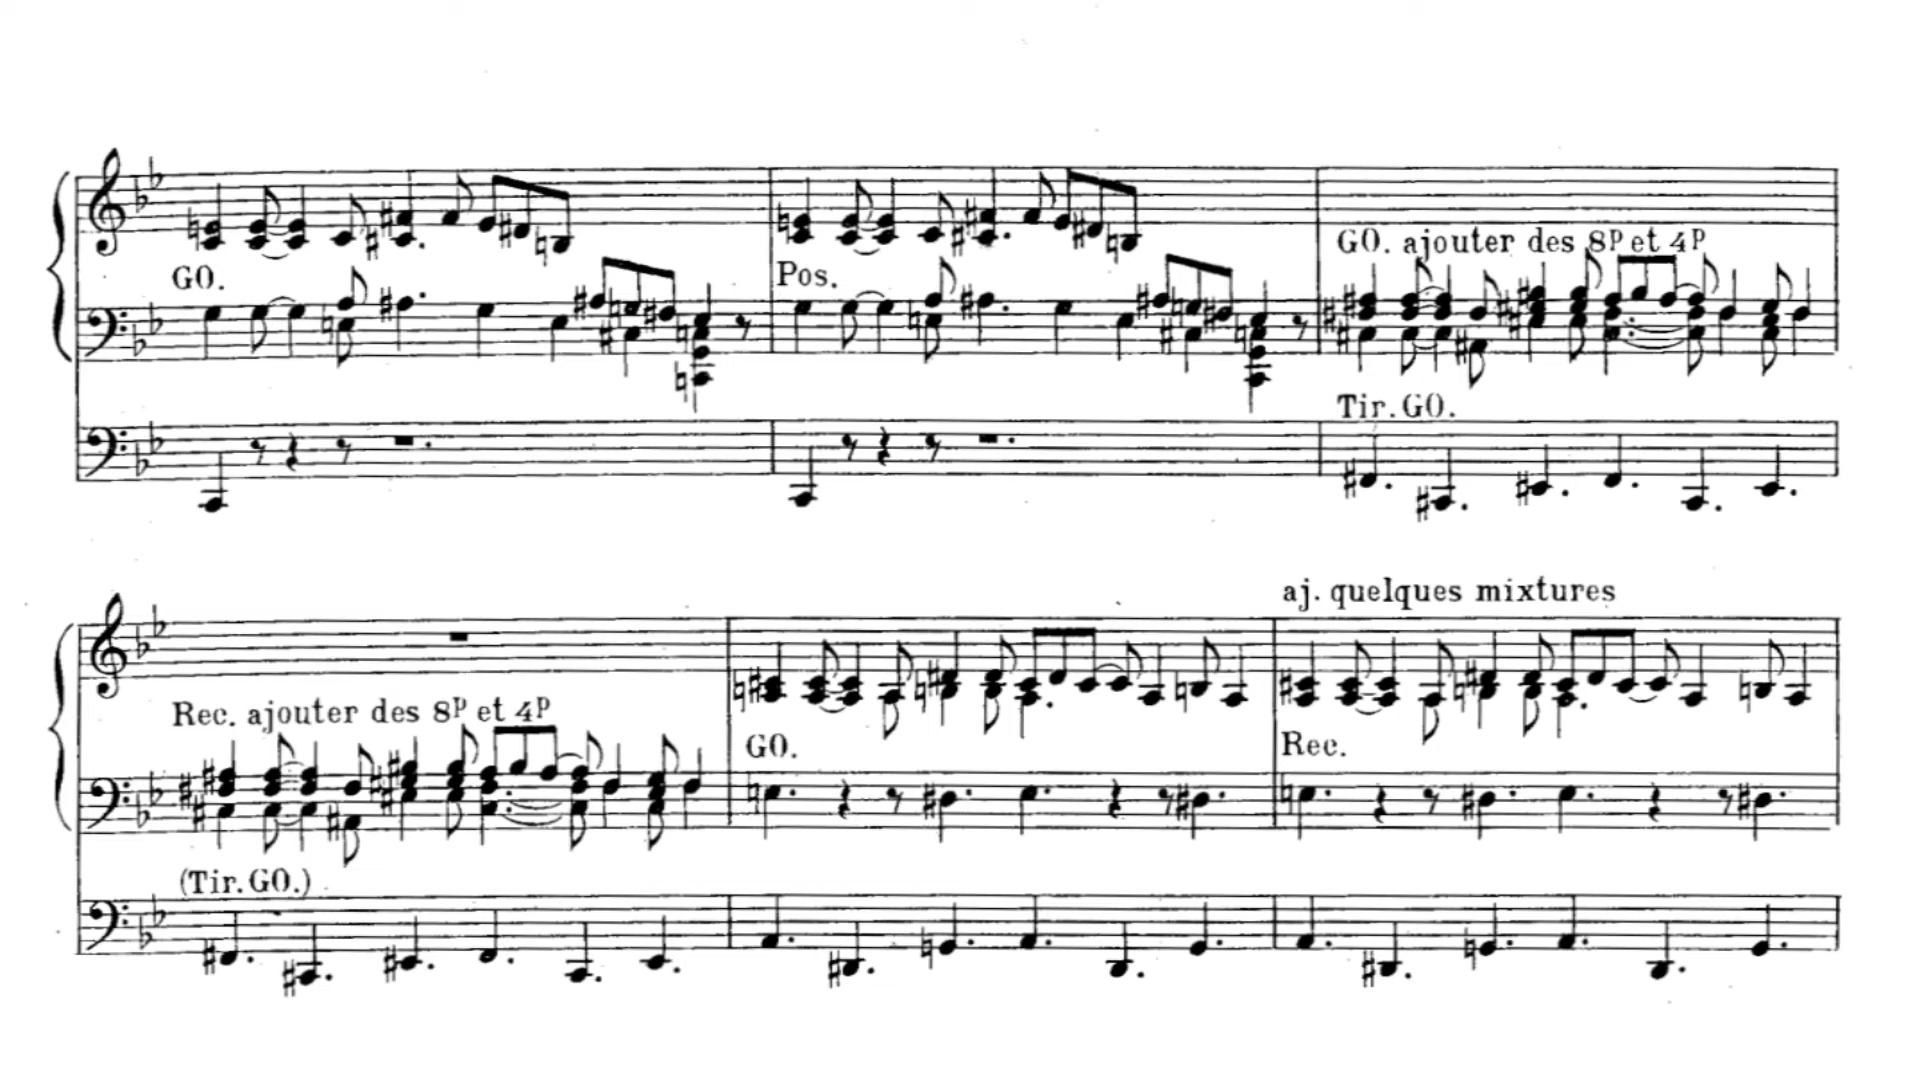 GO.
Pos.
GO. ajouter des 8p et 4p
Tir. GO.
aj. quelques mixtures
Rec. ajouter des 8p et 4p
GO.
Rec.
(Tir. GO.)